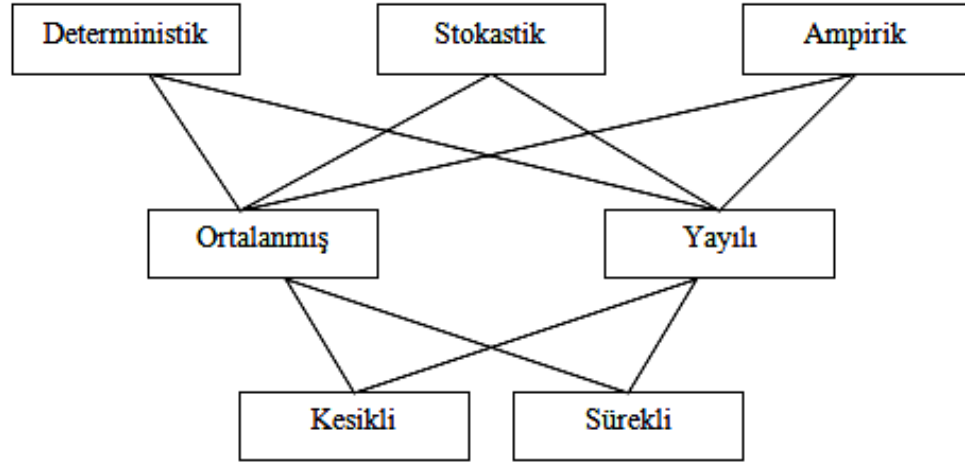 Deterministik
Stokastik
Ampirik
Ortalanmış
Yayılı
Kesikli
Sürekli